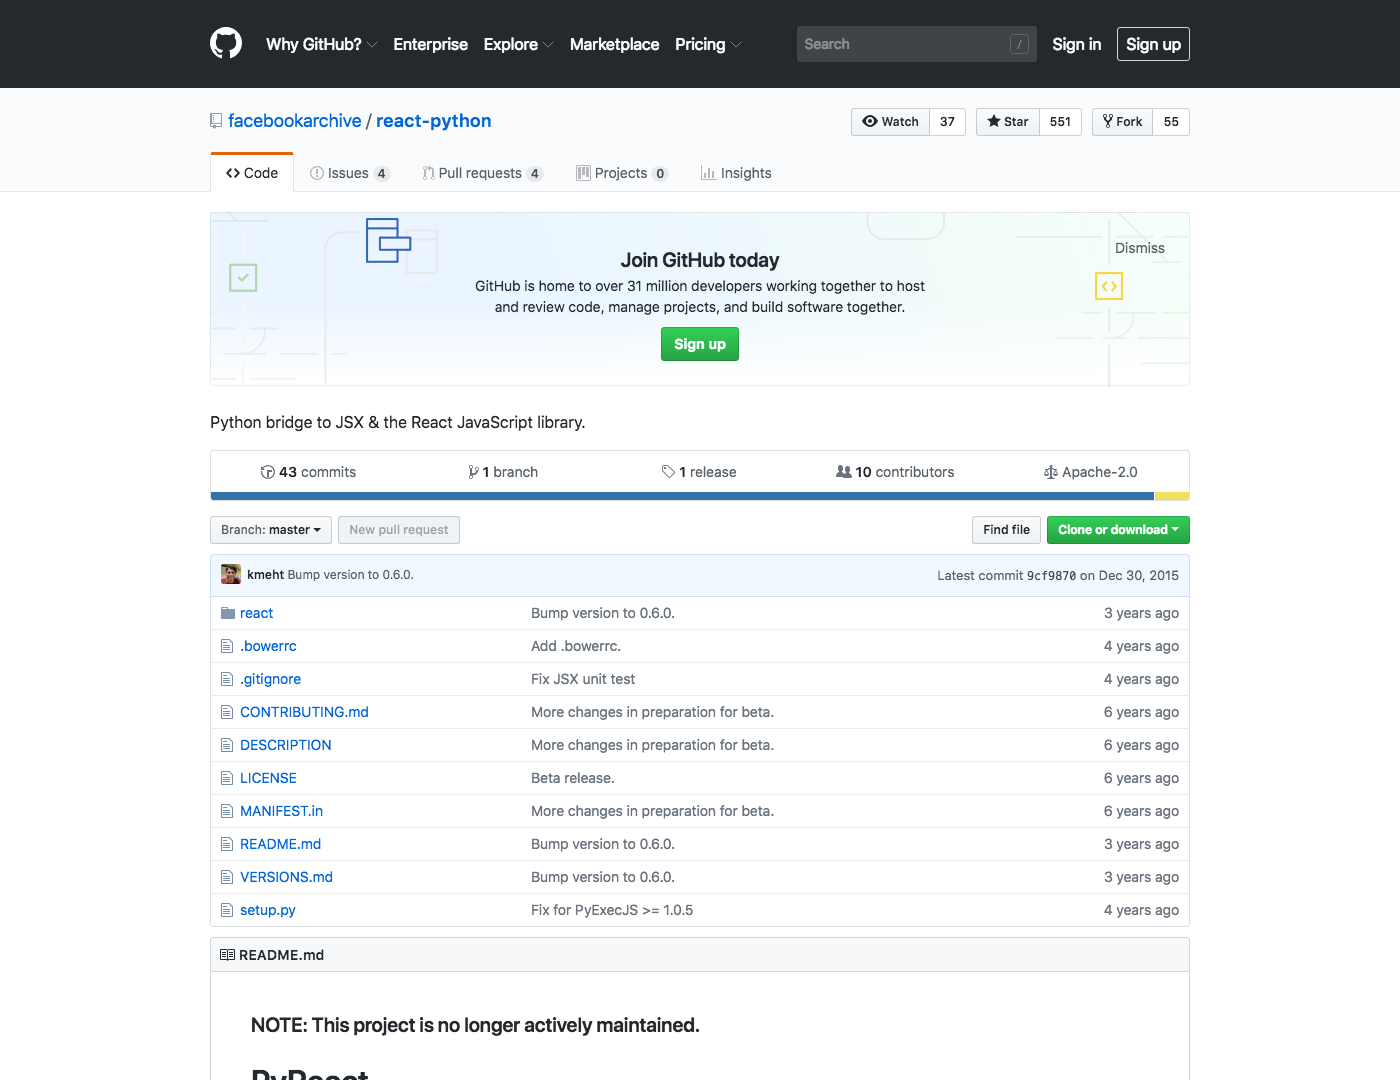 Why GitHub? Enterprise Explore Marketplace Pricing Search / Sign in Sign up
facebookarchive / react-python Watch 37 Star 551 Fork 55
Code Issues 4 Pull requests 4 Projects 0 Insights
Dismiss
Join GitHub today
GitHub is home to over 31 million developers working together to host
and review code, manage projects, and build software together.
Sign up
Python bridge to JSX & the React JavaScript library.
43 commits 1 branch 1 release 10 contributors Apache-2.0
Branch: master New pull request Find file Clone or download
kmeht Bump version to 0.6.0. Latest commit 9cf9870 on Dec 30, 2015
react Bump version to 0.6.0. 3 years ago
.bowerrc Add .bowerrc. 4 years ago
.gitignore Fix JSX unit test 4 years ago
CONTRIBUTING.md More changes in preparation for beta. 6 years ago
DESCRIPTION More changes in preparation for beta. 6 years ago
LICENSE Beta release. 6 years ago
MANIFEST.in More changes in preparation for beta. 6 years ago
README.md Bump version to 0.6.0. 3 years ago
VERSIONS.md Bump version to 0.6.0. 3 years ago
setup.py Fix for PyExecJS >= 1.0.5 4 years ago
README.md
NOTE: This project is no longer actively maintained.
PyReact